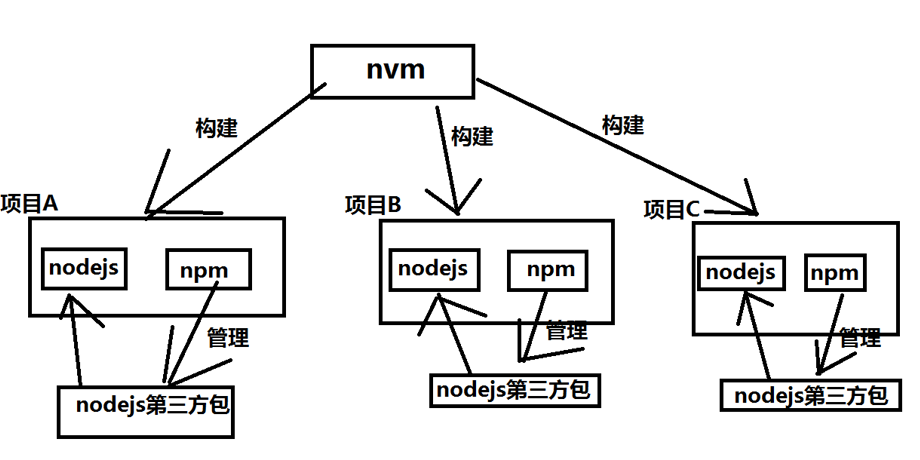 nvm
构建
构建
构建
项目A
项目B
项目C
nodejs
npm
nodejs
npm
nodejs
npm
管理
管理
管理
nodejs第三方包
nodejs第三方包
nodejs第三方包